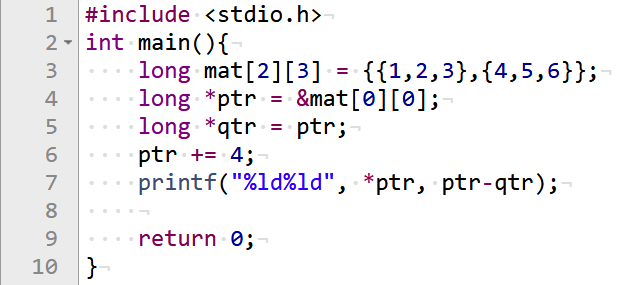 1 #include <stdio.h>
2 int main(){
3     long mat[2][3] = {{1,2,3},{4,5,6}};
4     long *ptr = &mat[0][0];
5     long *qtr = ptr;
6     ptr += 4;
7     printf("%ld%ld", *ptr, ptr-qtr);
8
9     return 0;
10 }